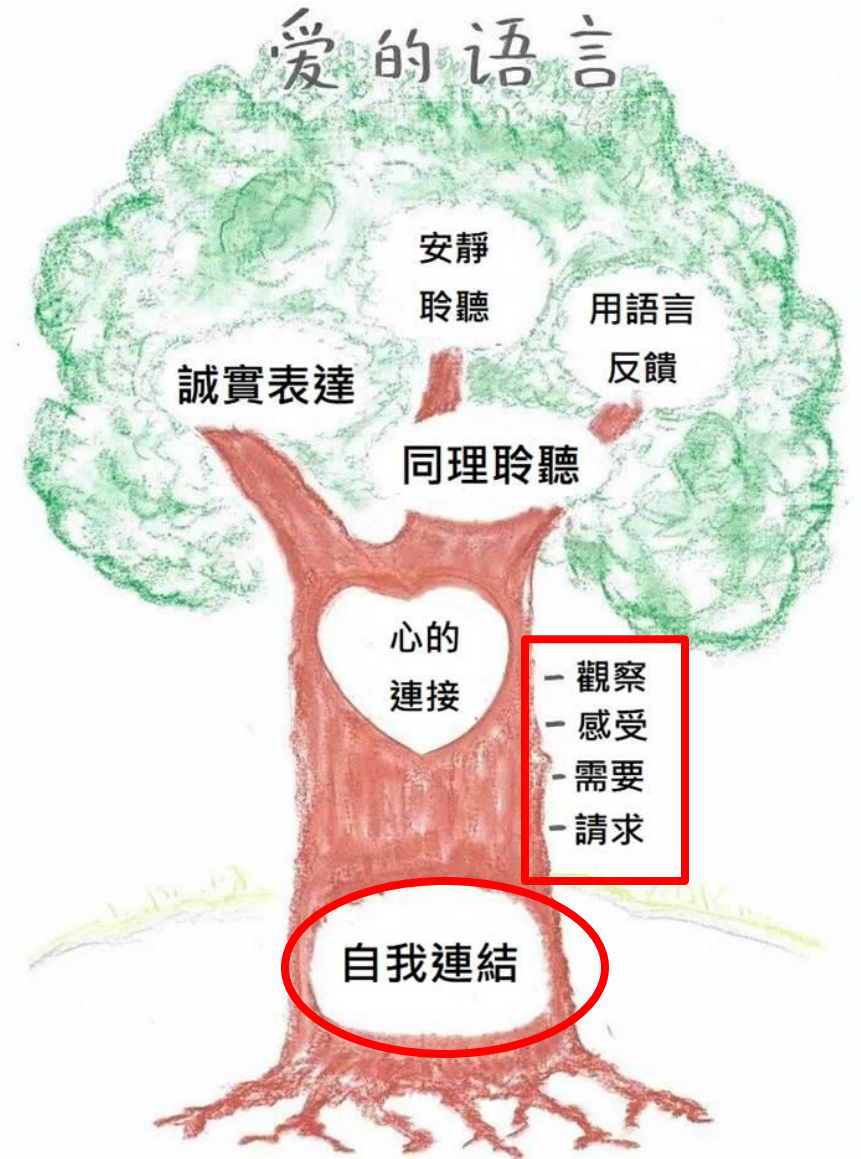 爱的语言
安靜
聆聽
用語言
反饋
誠實表達
同理聆聽
心的
連接
- 觀察
- 感受
- 需要
- 請求
自我連結